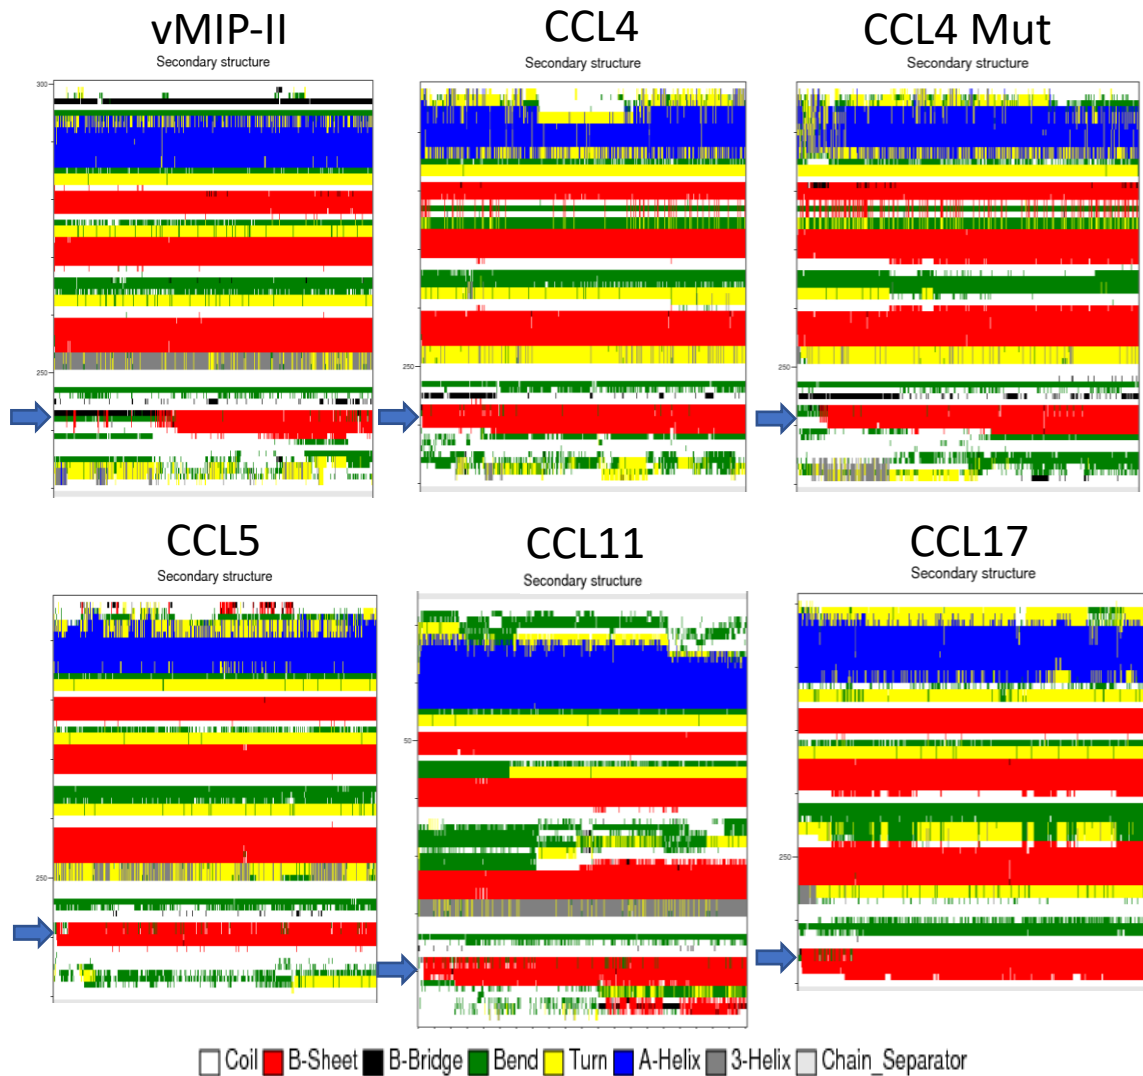 vMIP-II
Secondary structure
300
250
CCL4
Secondary structure
250
CCL4 Mut
Secondary structure
250
CCL5
Secondary structure
250
CCL11
Secondary structure
50
CCL17
Secondary structure
250
Coil B-Sheet B-Bridge Bend Turn A-Helix 3-Helix Chain_Separator